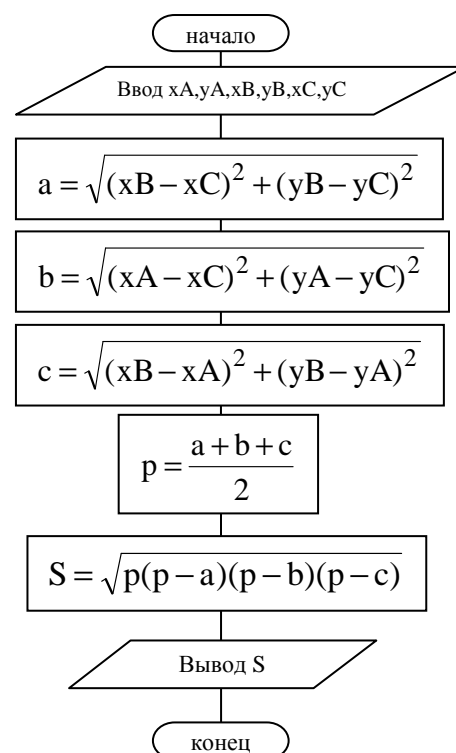 начало
Ввод xA,yA,xB,yB,xC,yC
a = √((xB − xC)² + (yB − yC)²)
b = √((xA − xC)² + (yA − yC)²)
c = √((xB − xA)² + (yB − yA)²)
p = (a + b + c) / 2
S = √(p(p − a)(p − b)(p − c))
Вывод S
конец